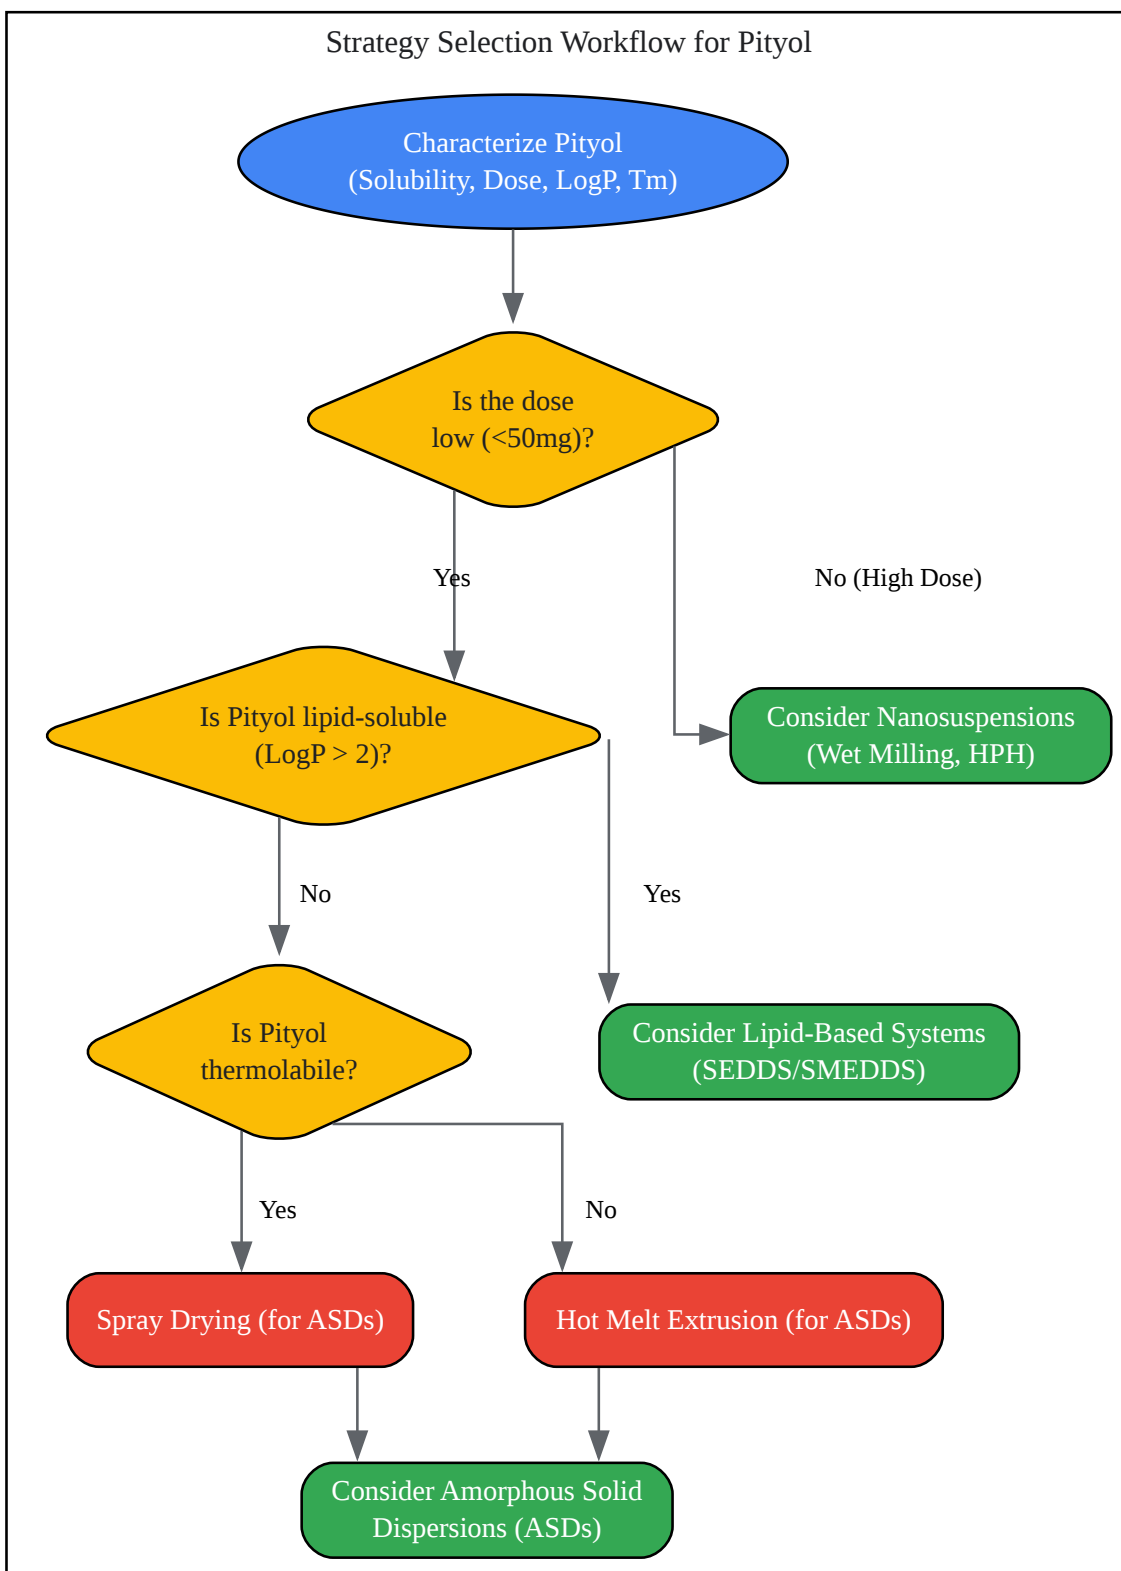 Strategy Selection Workflow for Pityol
Characterize Pityol
(Solubility, Dose, LogP, Tm)
Is the dose
low (<50mg)?
Yes
No (High Dose)
Is Pityol lipid-soluble
(LogP > 2)?
Consider Nanosuspensions
(Wet Milling, HPH)
No
Yes
Is Pityol
thermolabile?
Consider Lipid-Based Systems
(SEDDS/SMEDDS)
Yes
No
Spray Drying (for ASDs)
Hot Melt Extrusion (for ASDs)
Consider Amorphous Solid
Dispersions (ASDs)